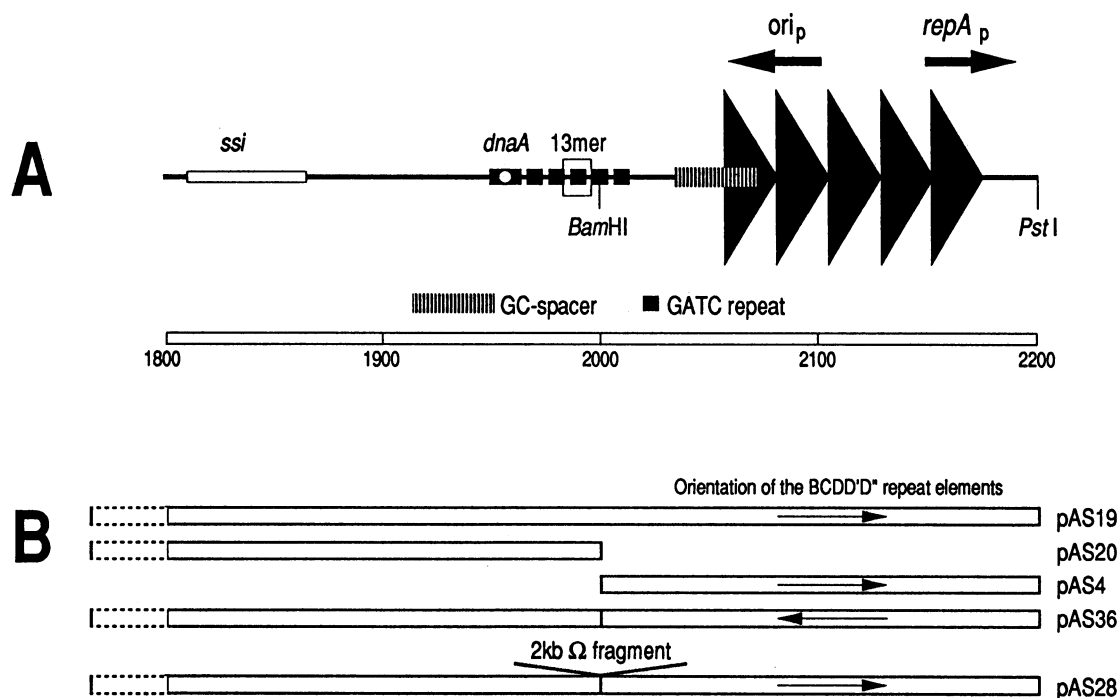 A
ori p
repA p
ssi
dnaA
13mer
BamHI
Pst I
GC-spacer
GATC repeat
1800
1900
2000
2100
2200
B
Orientation of the BCDD'D" repeat elements
pAS19
pAS20
pAS4
pAS36
2kb Ω fragment
pAS28